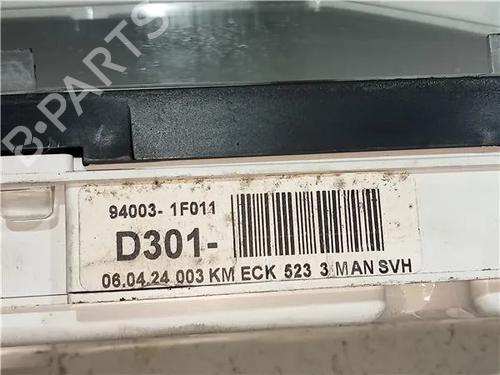 B-PARTS
94003- 1F011
D301-
06.04.24 003 KM ECK 523 3 MAN SVH